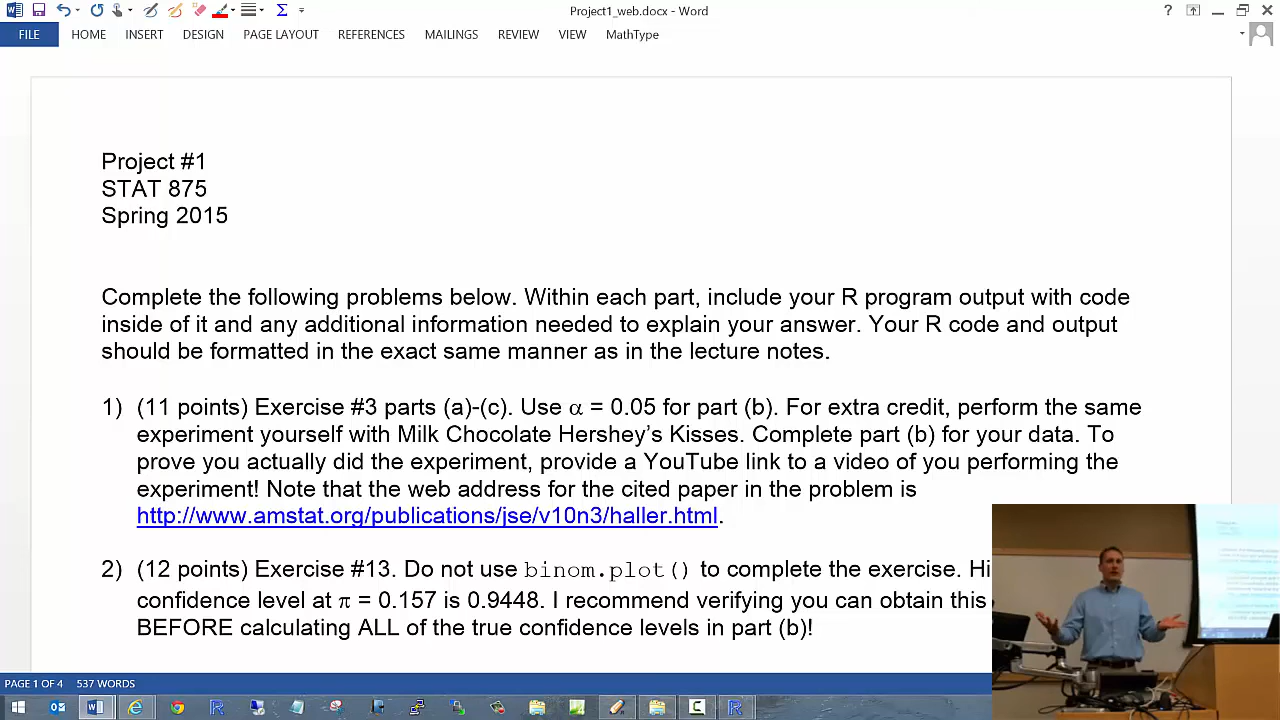 Project1_web.docx - Word
FILE HOME INSERT DESIGN PAGE LAYOUT REFERENCES MAILINGS REVIEW VIEW MathType
Project #1
STAT 875
Spring 2015
Complete the following problems below. Within each part, include your R program output with code
inside of it and any additional information needed to explain your answer. Your R code and output
should be formatted in the exact same manner as in the lecture notes.
1) (11 points) Exercise #3 parts (a)-(c). Use α = 0.05 for part (b). For extra credit, perform the same
experiment yourself with Milk Chocolate Hershey's Kisses. Complete part (b) for your data. To
prove you actually did the experiment, provide a YouTube link to a video of you performing the
experiment! Note that the web address for the cited paper in the problem is
http://www.amstat.org/publications/jse/v10n3/haller.html.
2) (12 points) Exercise #13. Do not use binom.plot() to complete the exercise. Hi
confidence level at π = 0.157 is 0.9448. I recommend verifying you can obtain this
BEFORE calculating ALL of the true confidence levels in part (b)!
PAGE 1 OF 4 537 WORDS